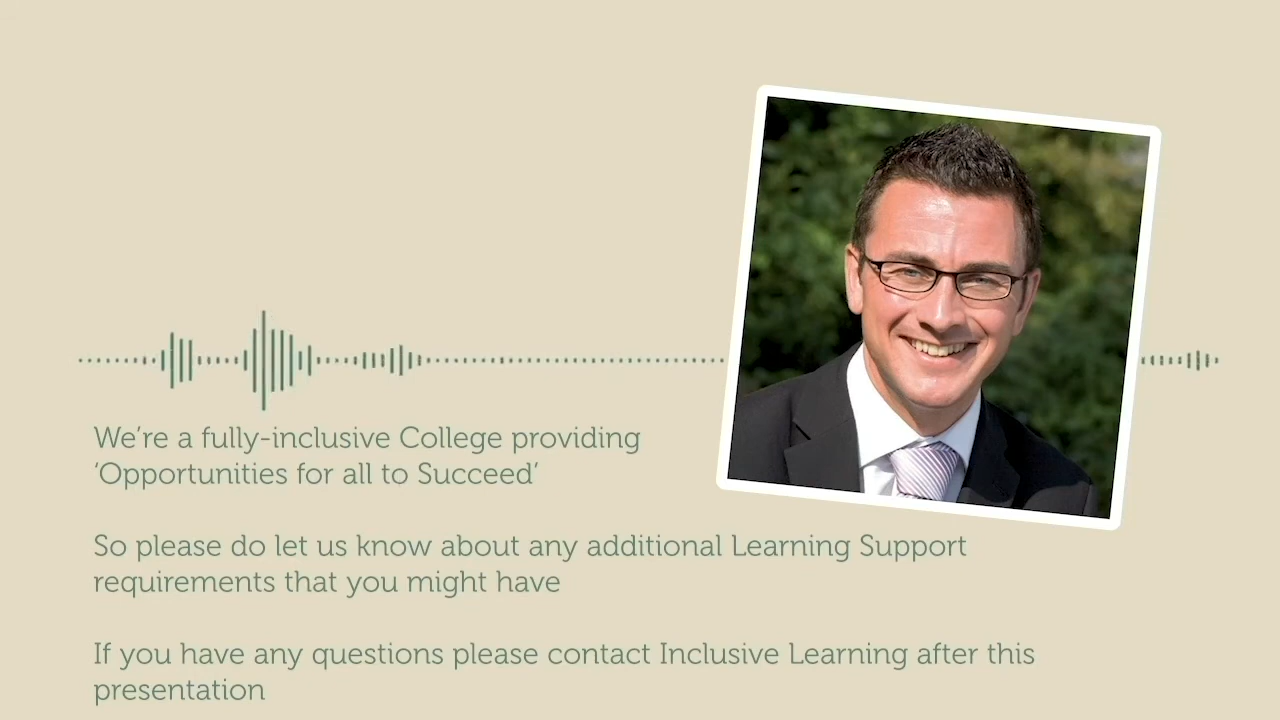 We’re a fully-inclusive College providing
‘Opportunities for all to Succeed’
So please do let us know about any additional Learning Support
requirements that you might have
If you have any questions please contact Inclusive Learning after this
presentation